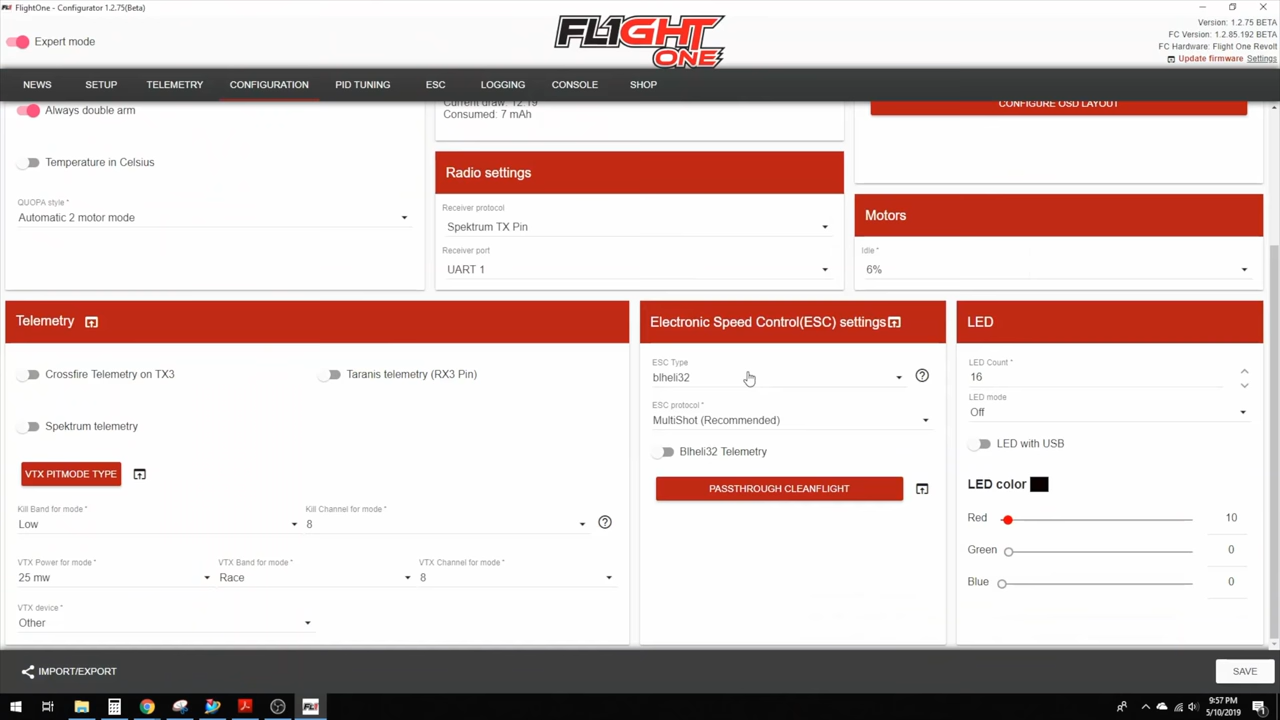 FlightOne - Configurator 1.2.75(Beta)
Expert mode
FLIGHT
ONE
Version: 1.2.75 BETA
FC Version: 1.2.85.192 BETA
FC Hardware: Flight One Revolt
Update firmware Settings
NEWS SETUP TELEMETRY CONFIGURATION PID TUNING ESC LOGGING CONSOLE SHOP
Always double arm
Temperature in Celsius
QUOPA style *
Automatic 2 motor mode
Current draw: 12.19
Consumed: 7 mAh
Radio settings
Receiver protocol
Spektrum TX Pin
Receiver port
UART 1
CONFIGURE OSD LAYOUT
Motors
Idle *
6%
Telemetry
Crossfire Telemetry on TX3 Taranis telemetry (RX3 Pin)
Spektrum telemetry
VTX PITMODE TYPE
Kill Band for mode * Kill Channel for mode *
Low 8
VTX Power for mode * VTX Band for mode * VTX Channel for mode *
25 mw Race 8
VTX device *
Other
Electronic Speed Control(ESC) settings
ESC Type
blheli32
ESC protocol *
MultiShot (Recommended)
Blheli32 Telemetry
PASSTHROUGH CLEANFLIGHT
LED
LED Count *
16
LED mode
Off
LED with USB
LED color
Red 10
Green 0
Blue 0
IMPORT/EXPORT
SAVE
9:57 PM
5/10/2019